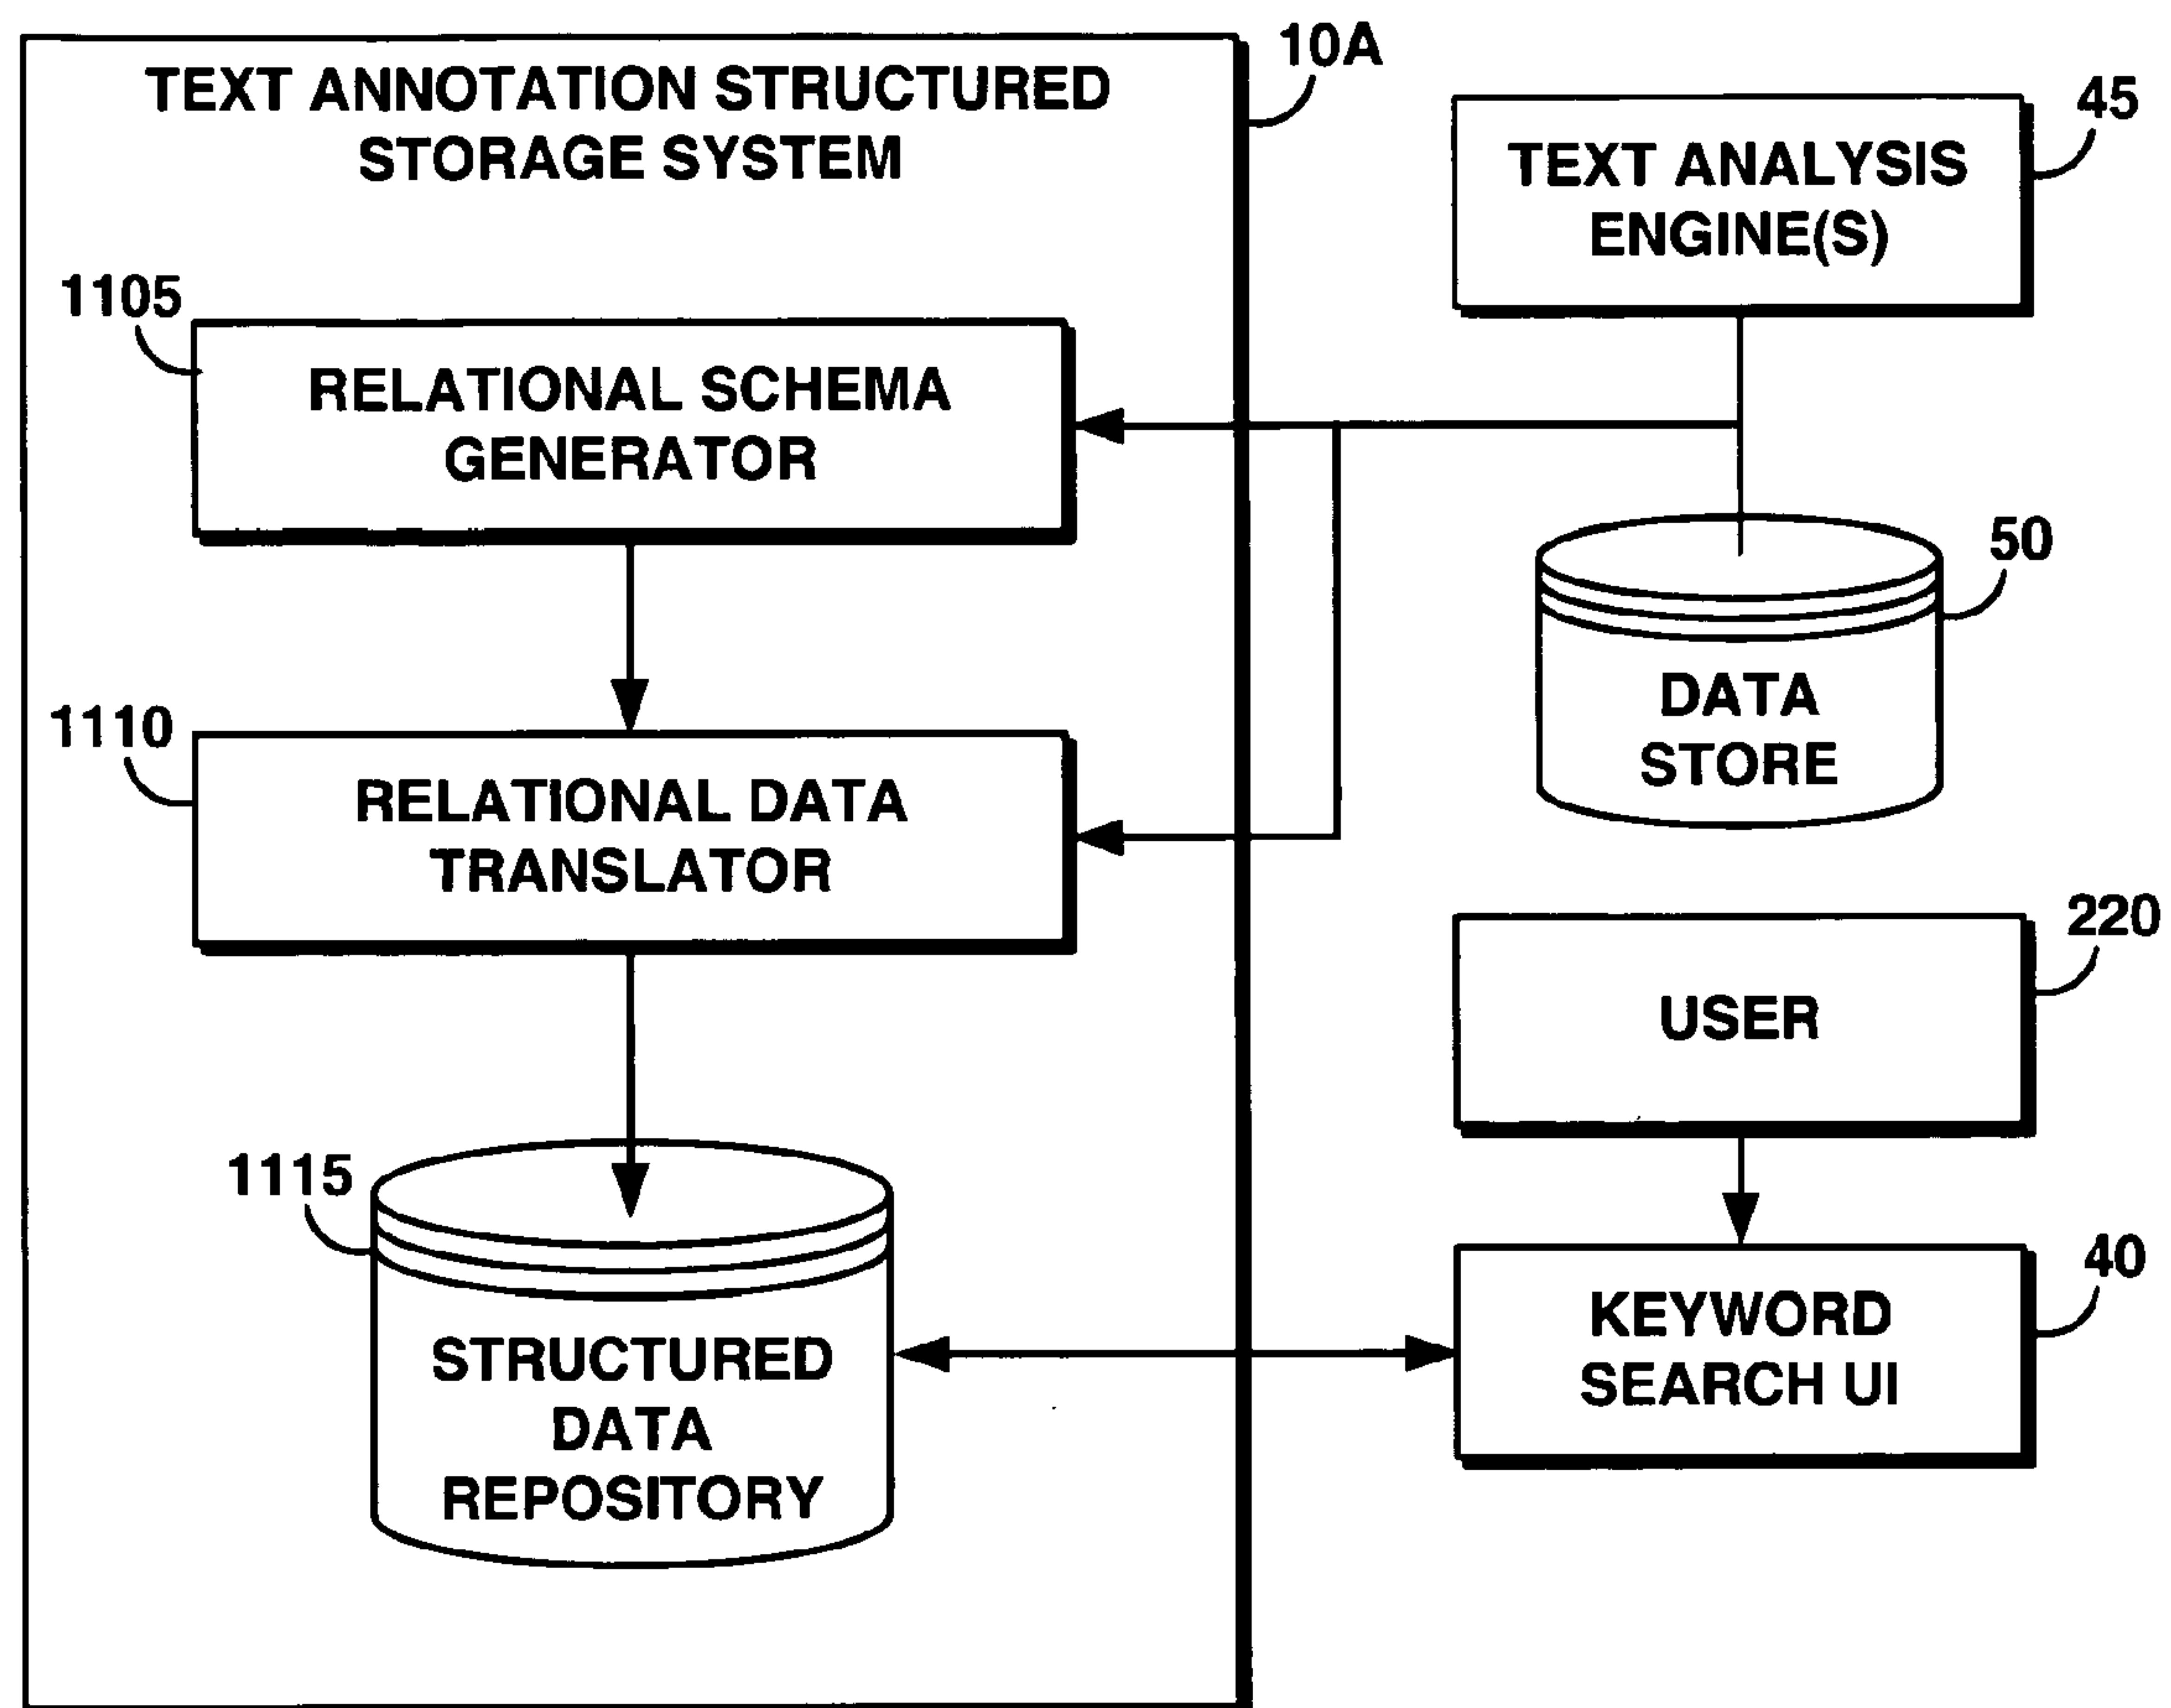 10A
TEXT ANNOTATION STRUCTURED
STORAGE SYSTEM
45
TEXT ANALYSIS
ENGINE(S)
1105
RELATIONAL SCHEMA
GENERATOR
50
DATA
STORE
1110
RELATIONAL DATA
TRANSLATOR
220
USER
1115
STRUCTURED
DATA
REPOSITORY
40
KEYWORD
SEARCH UI